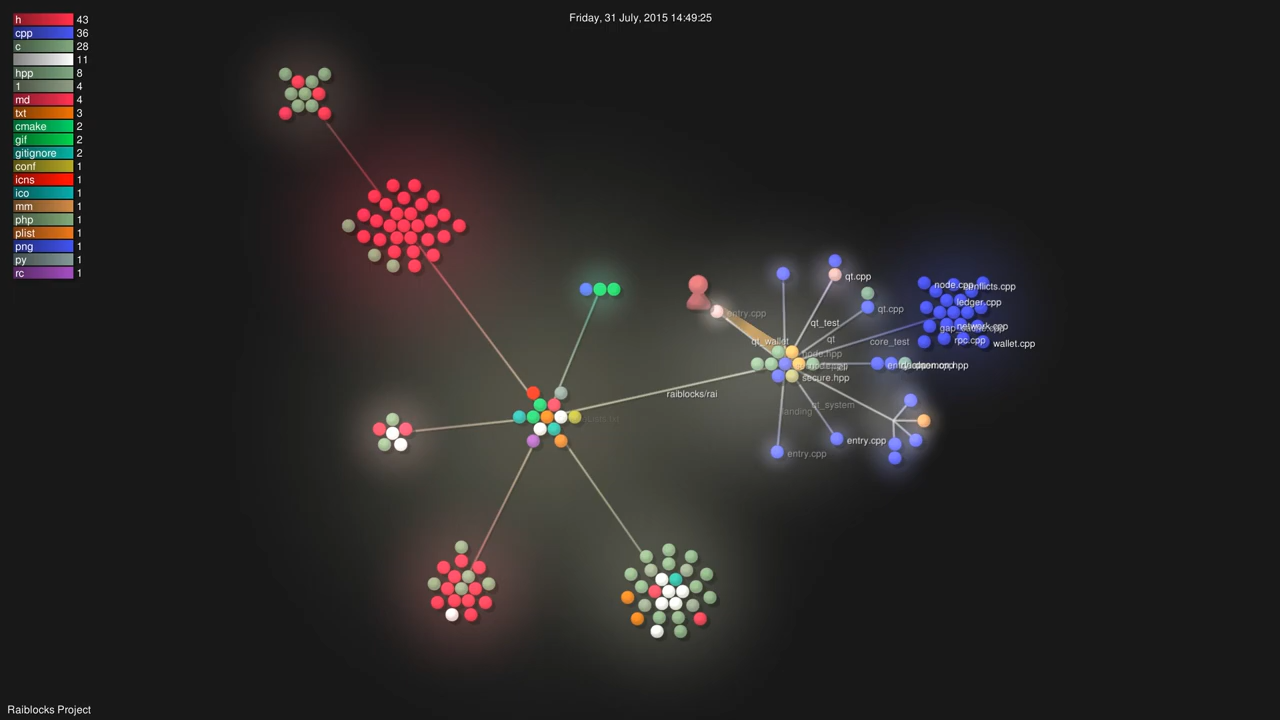 Friday, 31 July, 2015 14:49:25
h 43
cpp 36
c 28
11
hpp 8
1 4
md 4
txt 3
cmake 2
gif 2
gitignore 2
conf 1
icns 1
ico 1
mm 1
php 1
plist 1
png 1
py 1
rc 1
qt.cpp
node.cpp
conflicts.cpp
ledger.cpp
qt.cpp
entry.cpp
qt_test
network.cpp
qt_wallet
qt
core_test
rpc.cpp
wallet.cpp
node.hpp
secure.hpp
raiblocks/rai
qt_system
landing
entry.cpp
entry.cpp
Raiblocks Project